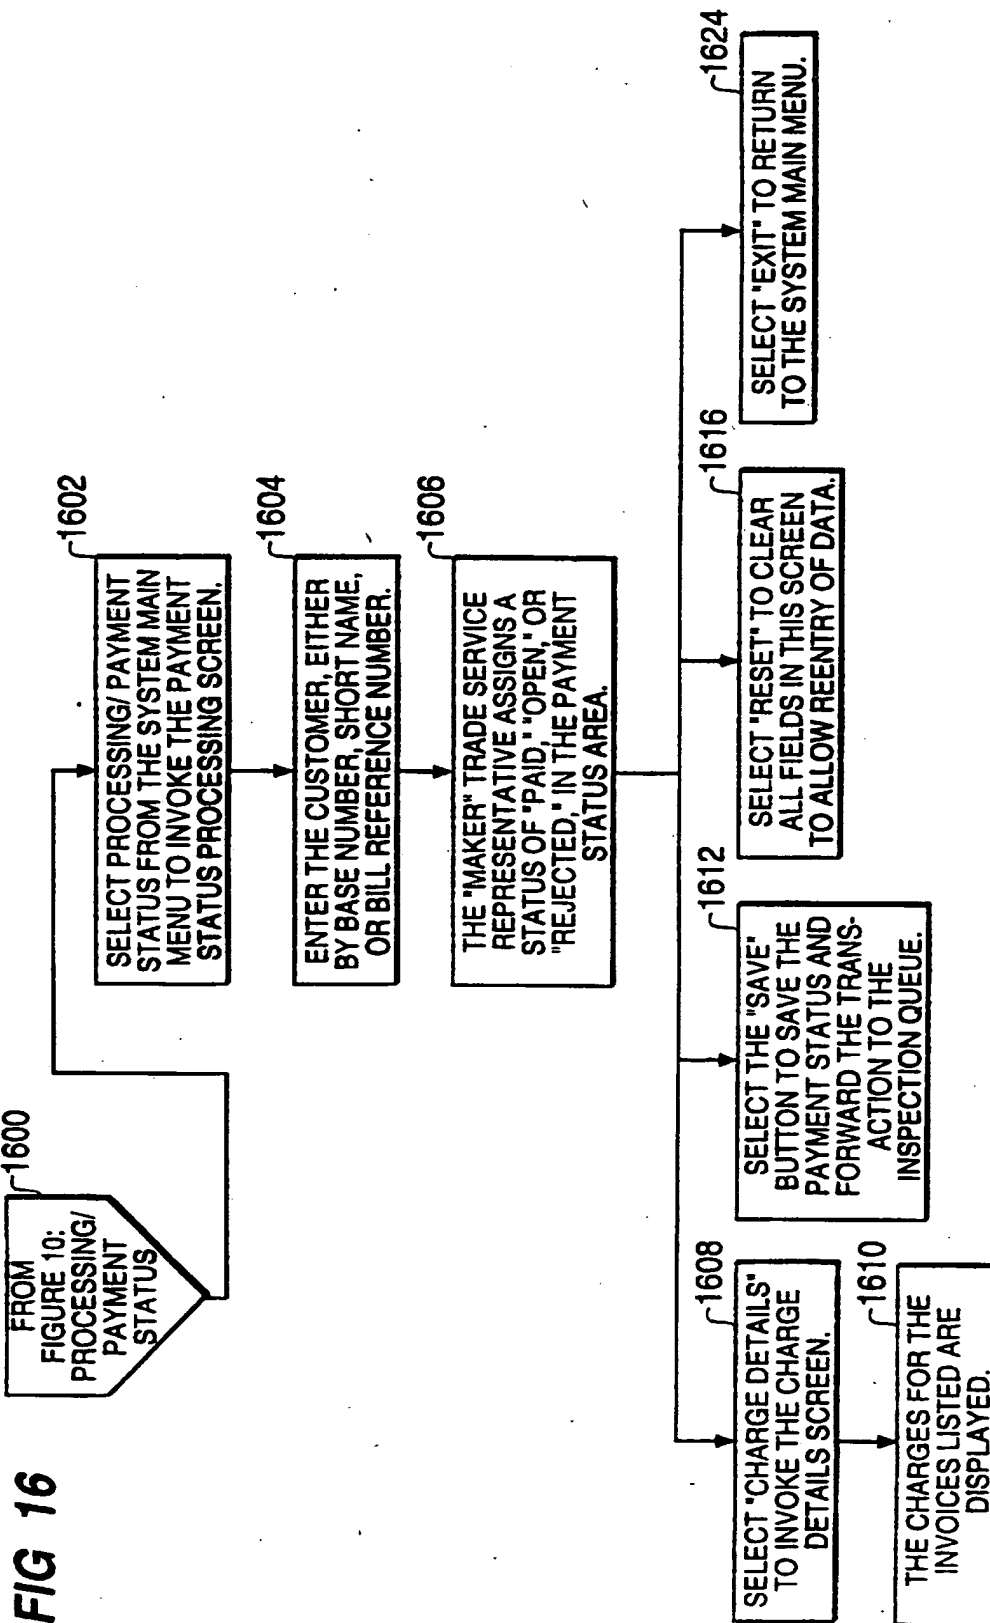 FIG 16
1600
FROM
FIGURE 10:
PROCESSING/
PAYMENT
STATUS
1602
SELECT PROCESSING/ PAYMENT
STATUS FROM THE SYSTEM MAIN
MENU TO INVOKE THE PAYMENT
STATUS PROCESSING SCREEN.
1604
ENTER THE CUSTOMER, EITHER
BY BASE NUMBER, SHORT NAME,
OR BILL REFERENCE NUMBER.
1606
THE "MAKER" TRADE SERVICE
REPRESENTATIVE ASSIGNS A
STATUS OF "PAID," "OPEN," OR
"REJECTED," IN THE PAYMENT
STATUS AREA.
1608
SELECT "CHARGE DETAILS"
TO INVOKE THE CHARGE
DETAILS SCREEN.
1610
THE CHARGES FOR THE
INVOICES LISTED ARE
DISPLAYED.
1612
SELECT THE "SAVE"
BUTTON TO SAVE THE
PAYMENT STATUS AND
FORWARD THE TRANS-
ACTION TO THE
INSPECTION QUEUE.
1616
SELECT "RESET" TO CLEAR
ALL FIELDS IN THIS SCREEN
TO ALLOW REENTRY OF DATA.
1624
SELECT "EXIT" TO RETURN
TO THE SYSTEM MAIN MENU.